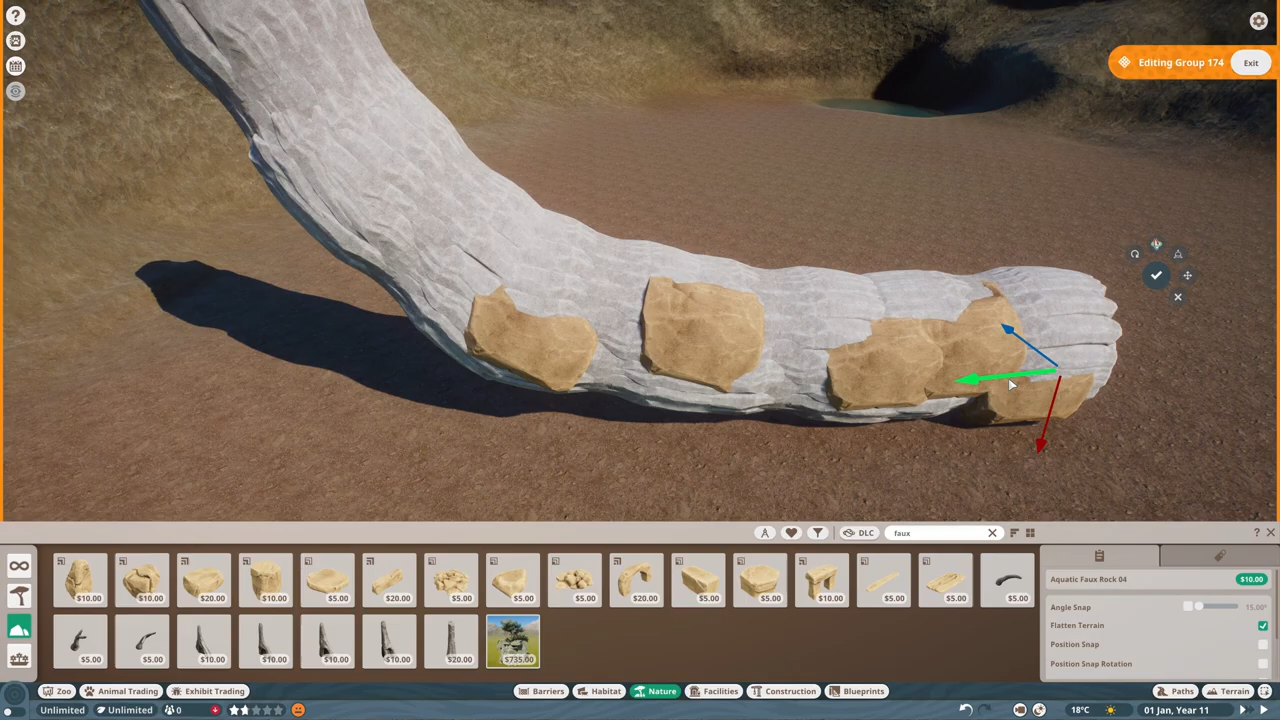 ?
Editing Group 174
Exit
DLC
faux
?
$10.00
$10.00
$20.00
$10.00
$5.00
$20.00
$5.00
$5.00
$5.00
$20.00
$5.00
$5.00
$10.00
$5.00
$5.00
$5.00
$5.00
$5.00
$10.00
$10.00
$10.00
$10.00
$20.00
$735.00
Aquatic Faux Rock 04
$10.00
Angle Snap
15.00°
Flatten Terrain
Position Snap
Position Snap Rotation
Zoo
Animal Trading
Exhibit Trading
Barriers
Habitat
Nature
Facilities
Construction
Blueprints
Paths
Terrain
Unlimited
Unlimited
0
18°C
01 Jan, Year 11